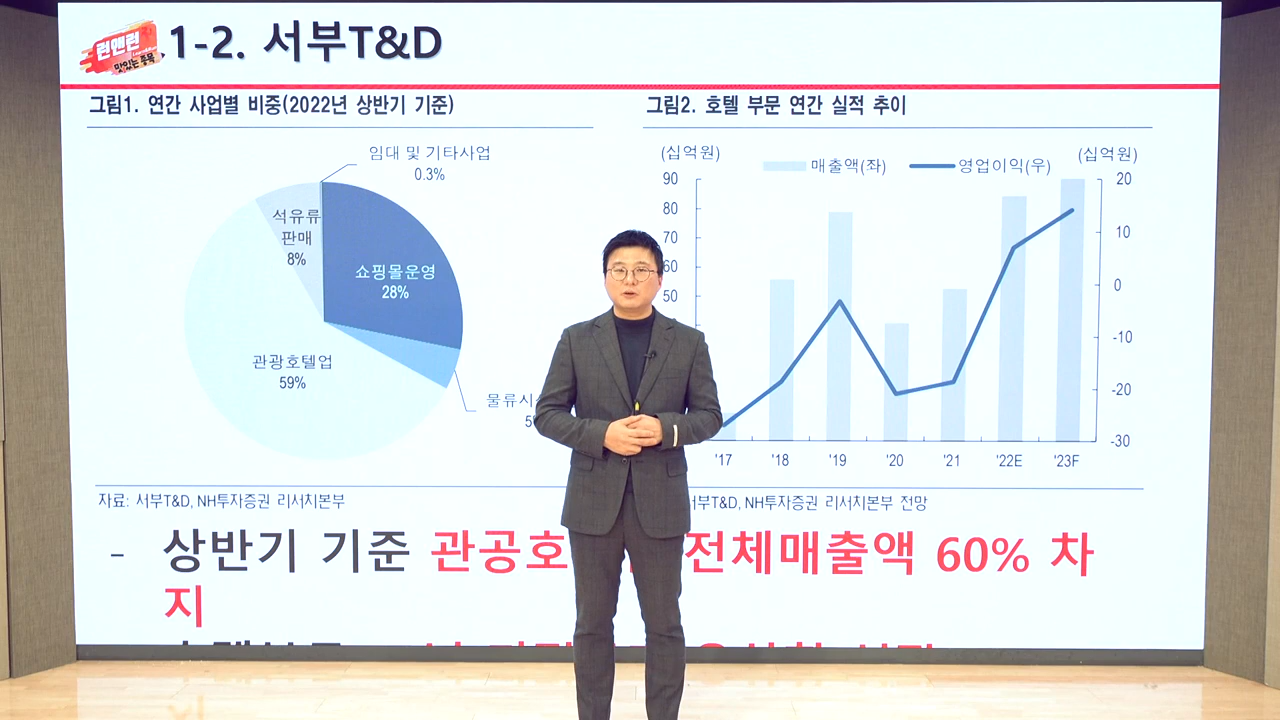 런앤런
맛있는 종목
1-2. 서부T&D
그림1. 연간 사업별 비중(2022년 상반기 기준)
임대 및 기타사업
0.3%
석유류
판매
8%
쇼핑몰운영
28%
관광호텔업
59%
물류시
5
자료: 서부T&D, NH투자증권 리서치본부
그림2. 호텔 부문 연간 실적 추이
(십억원)
매출액(좌)
영업이익(우)
(십억원)
90
80
70
60
50
20
10
0
-10
-20
-30
'17 '18 '19 '20 '21 '22E '23F
서부T&D, NH투자증권 리서치본부 전망
- 상반기 기준 관공호 전체매출액 60% 차
지